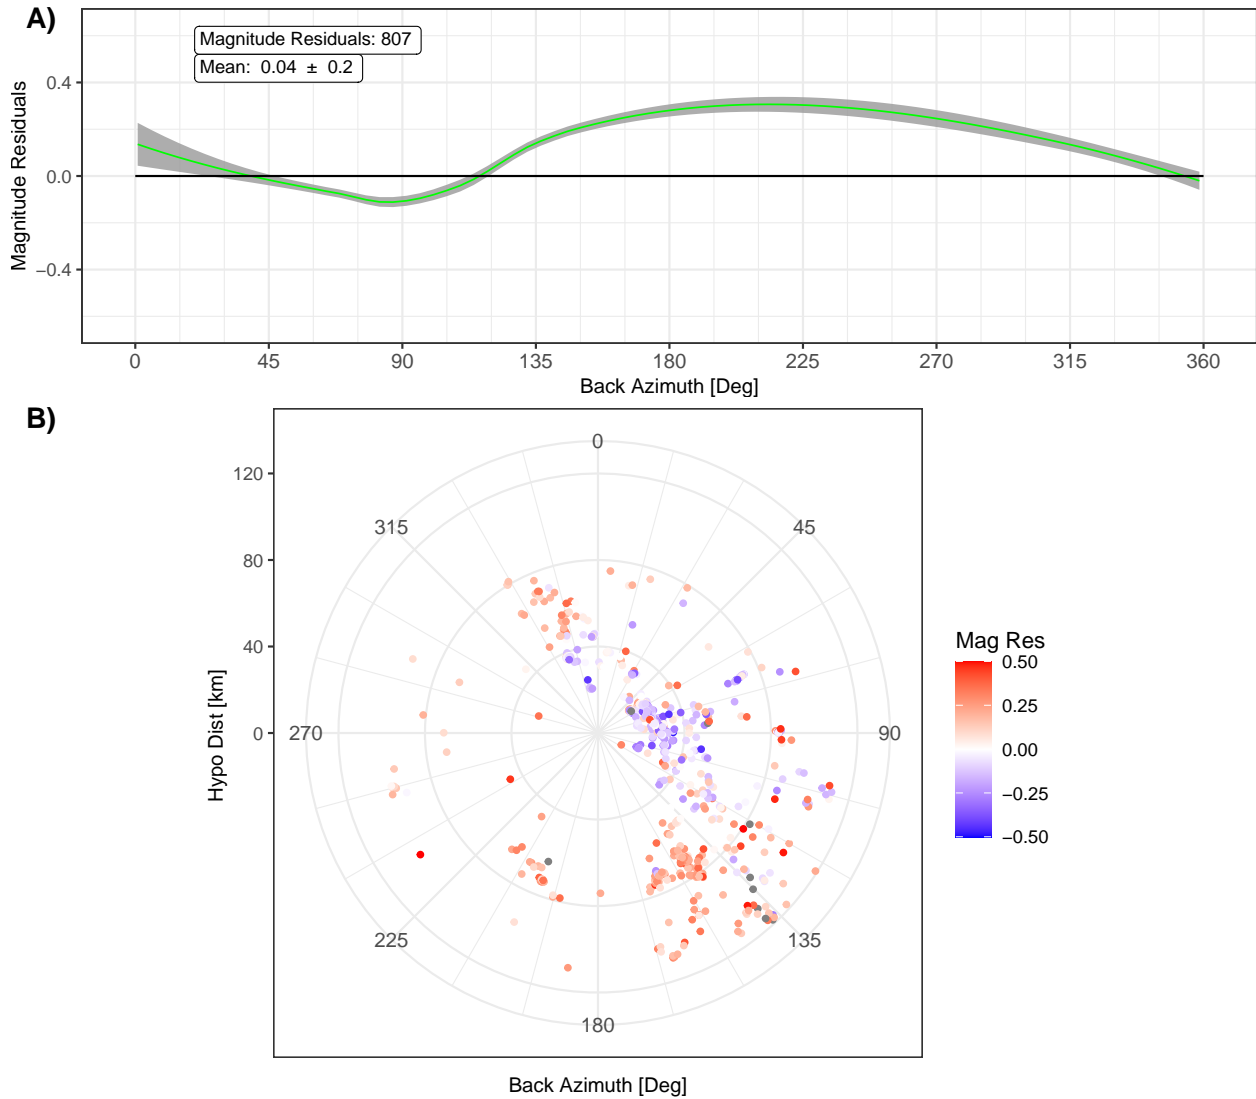 A)
Magnitude Residuals: 807
Mean: 0.04 ± 0.2
Magnitude Residuals
0.4
0.0
−0.4
0 45 90 135 180 225 270 315 360
Back Azimuth [Deg]
B)
Hypo Dist [km]
120
80
40
0
0
45
90
135
180
225
270
315
Back Azimuth [Deg]
Mag Res
0.50
0.25
0.00
−0.25
−0.50